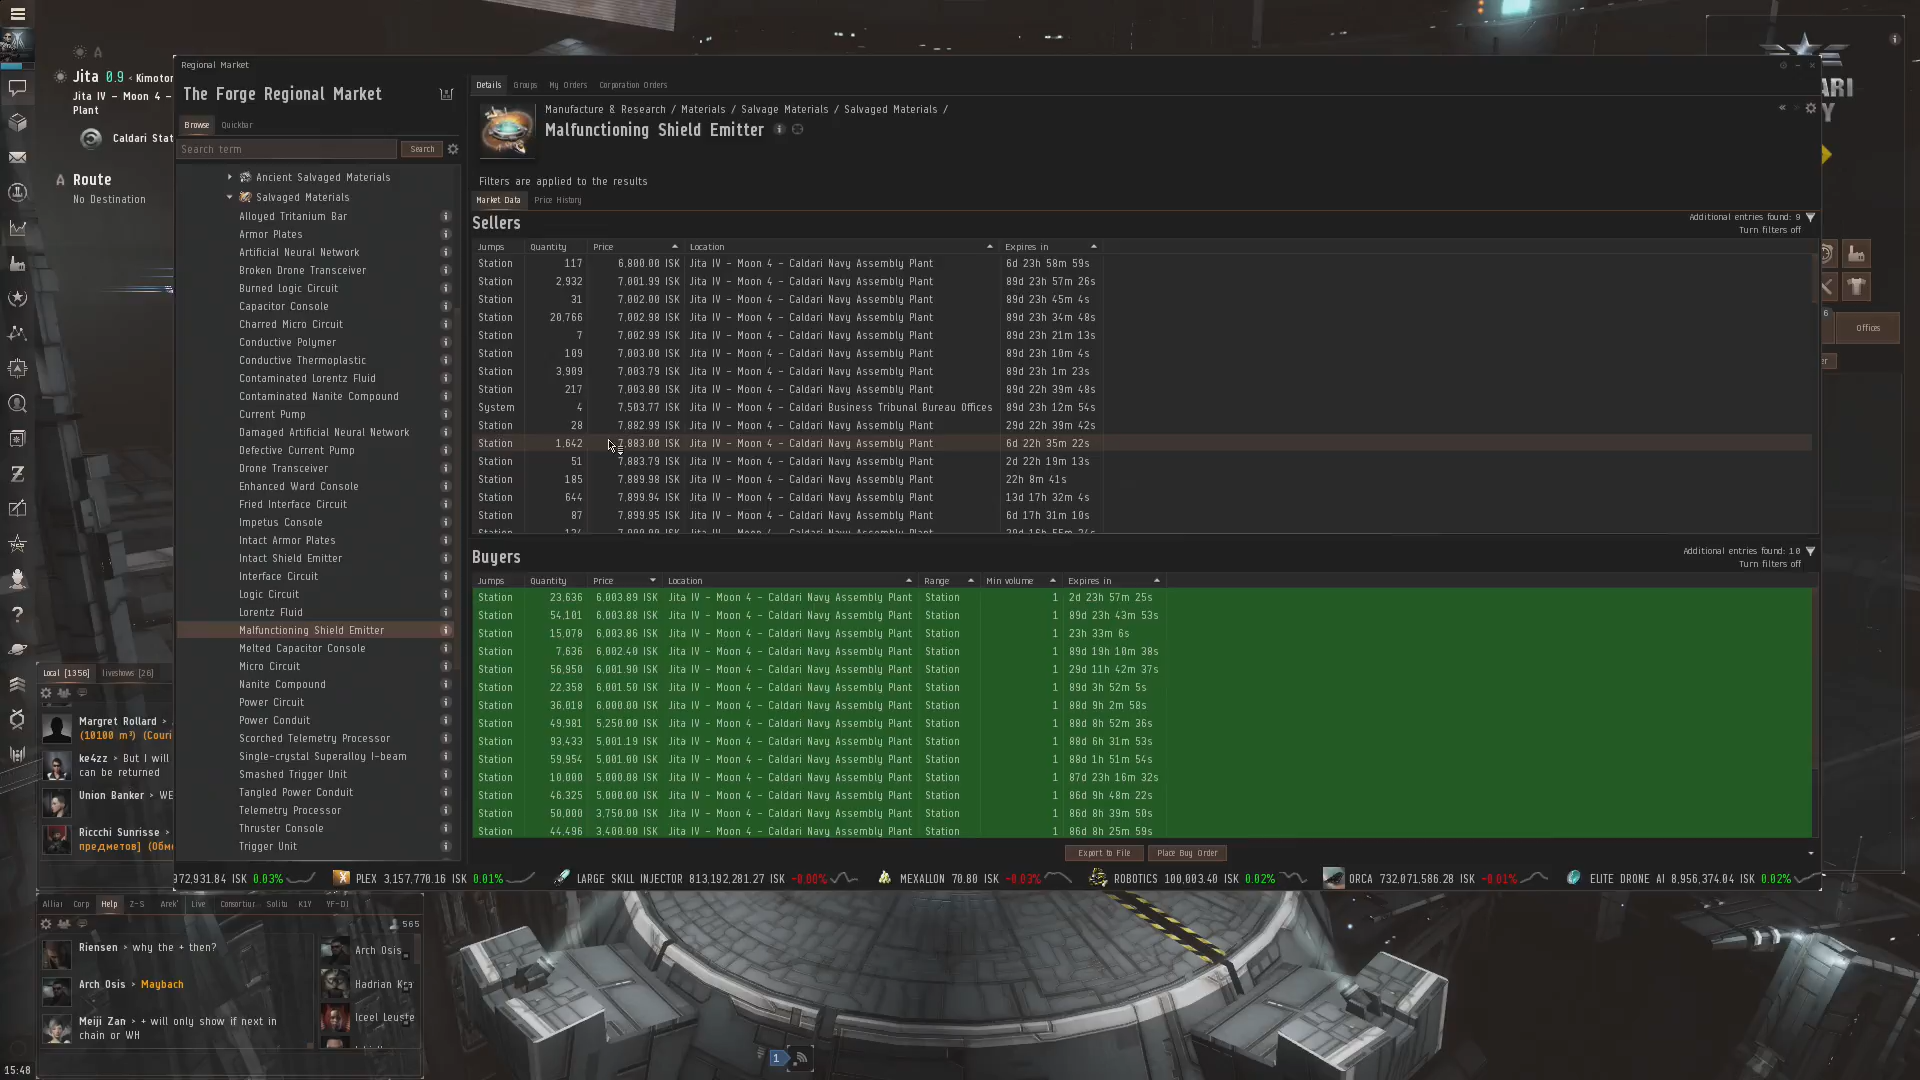 Jita 0.9 < Kimoto
Jita IV - Moon 4 -
Plant
Caldari Stat
A Route
No Destination
Regional Market
The Forge Regional Market
Browse Quickbar
Search term
Search
Ancient Salvaged Materials
Salvaged Materials
Alloyed Tritanium Bar
Armor Plates
Artificial Neural Network
Broken Drone Transceiver
Burned Logic Circuit
Capacitor Console
Charred Micro Circuit
Conductive Polymer
Conductive Thermoplastic
Contaminated Lorentz Fluid
Contaminated Nanite Compound
Current Pump
Damaged Artificial Neural Network
Defective Current Pump
Drone Transceiver
Enhanced Ward Console
Fried Interface Circuit
Impetus Console
Intact Armor Plates
Intact Shield Emitter
Interface Circuit
Logic Circuit
Lorentz Fluid
Malfunctioning Shield Emitter
Melted Capacitor Console
Micro Circuit
Nanite Compound
Power Circuit
Power Conduit
Scorched Telemetry Processor
Single-crystal Superalloy I-beam
Smashed Trigger Unit
Tangled Power Conduit
Telemetry Processor
Thruster Console
Trigger Unit
Details Groups My Orders Corporation Orders
Manufacture & Research / Materials / Salvage Materials / Salvaged Materials /
Malfunctioning Shield Emitter
Filters are applied to the results
Market Data Price History
Sellers
Additional entries found: 9
Turn filters off
Jumps Quantity Price Location Expires in
Station 117 6,800.00 ISK Jita IV - Moon 4 - Caldari Navy Assembly Plant 6d 23h 58m 59s
Station 2,932 7,001.99 ISK Jita IV - Moon 4 - Caldari Navy Assembly Plant 89d 23h 57m 26s
Station 31 7,002.00 ISK Jita IV - Moon 4 - Caldari Navy Assembly Plant 89d 23h 45m 4s
Station 20,766 7,002.98 ISK Jita IV - Moon 4 - Caldari Navy Assembly Plant 89d 23h 34m 48s
Station 7 7,002.99 ISK Jita IV - Moon 4 - Caldari Navy Assembly Plant 89d 23h 21m 13s
Station 109 7,003.00 ISK Jita IV - Moon 4 - Caldari Navy Assembly Plant 89d 23h 10m 4s
Station 3,909 7,003.79 ISK Jita IV - Moon 4 - Caldari Navy Assembly Plant 89d 23h 1m 23s
Station 217 7,003.80 ISK Jita IV - Moon 4 - Caldari Navy Assembly Plant 89d 22h 39m 48s
System 4 7,503.77 ISK Jita IV - Moon 4 - Caldari Business Tribunal Bureau Offices 89d 23h 12m 54s
Station 28 7,882.99 ISK Jita IV - Moon 4 - Caldari Navy Assembly Plant 29d 22h 39m 42s
Station 1,642 7,883.00 ISK Jita IV - Moon 4 - Caldari Navy Assembly Plant 6d 22h 35m 22s
Station 51 7,883.79 ISK Jita IV - Moon 4 - Caldari Navy Assembly Plant 2d 22h 19m 13s
Station 185 7,889.98 ISK Jita IV - Moon 4 - Caldari Navy Assembly Plant 22h 8m 41s
Station 644 7,899.94 ISK Jita IV - Moon 4 - Caldari Navy Assembly Plant 13d 17h 32m 4s
Station 87 7,899.95 ISK Jita IV - Moon 4 - Caldari Navy Assembly Plant 6d 17h 31m 10s
Buyers
Additional entries found: 10
Turn filters off
Jumps Quantity Price Location Range Min volume Expires in
Station 23,636 6,003.89 ISK Jita IV - Moon 4 - Caldari Navy Assembly Plant Station 1 2d 23h 57m 25s
Station 54,101 6,003.88 ISK Jita IV - Moon 4 - Caldari Navy Assembly Plant Station 1 89d 23h 43m 53s
Station 15,078 6,003.86 ISK Jita IV - Moon 4 - Caldari Navy Assembly Plant Station 1 23h 33m 6s
Station 7,636 6,002.40 ISK Jita IV - Moon 4 - Caldari Navy Assembly Plant Station 1 89d 19h 10m 38s
Station 56,950 6,001.90 ISK Jita IV - Moon 4 - Caldari Navy Assembly Plant Station 1 29d 11h 42m 37s
Station 22,358 6,001.50 ISK Jita IV - Moon 4 - Caldari Navy Assembly Plant Station 1 89d 3h 52m 5s
Station 36,018 6,000.00 ISK Jita IV - Moon 4 - Caldari Navy Assembly Plant Station 1 88d 9h 2m 58s
Station 49,981 5,250.00 ISK Jita IV - Moon 4 - Caldari Navy Assembly Plant Station 1 88d 8h 52m 36s
Station 93,433 5,001.19 ISK Jita IV - Moon 4 - Caldari Navy Assembly Plant Station 1 88d 6h 31m 53s
Station 59,954 5,001.00 ISK Jita IV - Moon 4 - Caldari Navy Assembly Plant Station 1 88d 1h 51m 54s
Station 10,000 5,000.08 ISK Jita IV - Moon 4 - Caldari Navy Assembly Plant Station 1 87d 23h 16m 32s
Station 46,325 5,000.00 ISK Jita IV - Moon 4 - Caldari Navy Assembly Plant Station 1 86d 9h 48m 22s
Station 50,000 3,750.00 ISK Jita IV - Moon 4 - Caldari Navy Assembly Plant Station 1 86d 8h 39m 50s
Station 44,496 3,400.00 ISK Jita IV - Moon 4 - Caldari Navy Assembly Plant Station 1 86d 8h 25m 59s
Export to File Place Buy Order
972,931.84 ISK 0.03% PLEX 3,157,770.16 ISK 0.01% LARGE SKILL INJECTOR 813,192,281.27 ISK -0.00% MEXALLON 70.80 ISK -0.03% ROBOTICS 100,003.40 ISK 0.02% ORCA 732,071,586.28 ISK -0.01% ELITE DRONE AI 8,956,374.04 ISK 0.02%
Offices
6
Local [1356] liveshows [26]
Margret Rollard >
(10100 m³) (Couri
ke4zz > But I will
can be returned
Union Banker > WE
Riccchi Sunrisse >
предметов] (Обм
Allian Corp Help Z-S Arek' Live Consortiur Solitu K1Y YF-D
565
Riensen > why the + then?
Arch Osis > Maybach
Meiji Zan > + will only show if next in
chain or WH
Arch Osis
Hadrian Kra
Iceel Leuste
1
15:48